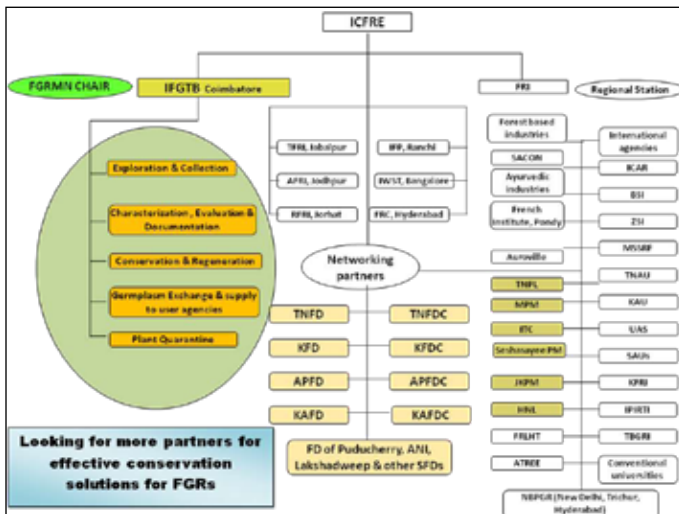 ICFRE
FGRMN CHAIR
IFGTB Coimbatore
FRI
Regional Station
Exploration & Collection
Characterization, Evaluation &
Documentation
Conservation & Regeneration
Germplasm Exchange & supply
to user agencies
Plant Quarantine
TFRI, Jabalpur
IFP, Ranchi
AFRI, Jodhpur
IWST, Bangalore
RFRI, Jorhat
FRC, Hyderabad
Networking
partners
TNFD
TNFDC
KFD
KFDC
APFD
APFDC
KAFD
KAFDC
FD of Puducherry, ANI,
Lakshadweep & other SFDs
Forest based
industries
SACON
Ayurvedic
industries
French
Institute, Pondy
Auroville
TNPL
MPM
ITC
Seshasayee PM
JKPM
HNL
FRLHT
ATREE
International
agencies
ICAR
BSI
ZSI
MSSRF
TNAU
KAU
UAS
SAUs
KFRI
IPIRTI
TBGRI
Conventional
universities
NBPGR (New Delhi, Trichur,
Hyderabad)
Looking for more partners for
effective conservation
solutions for FGRs